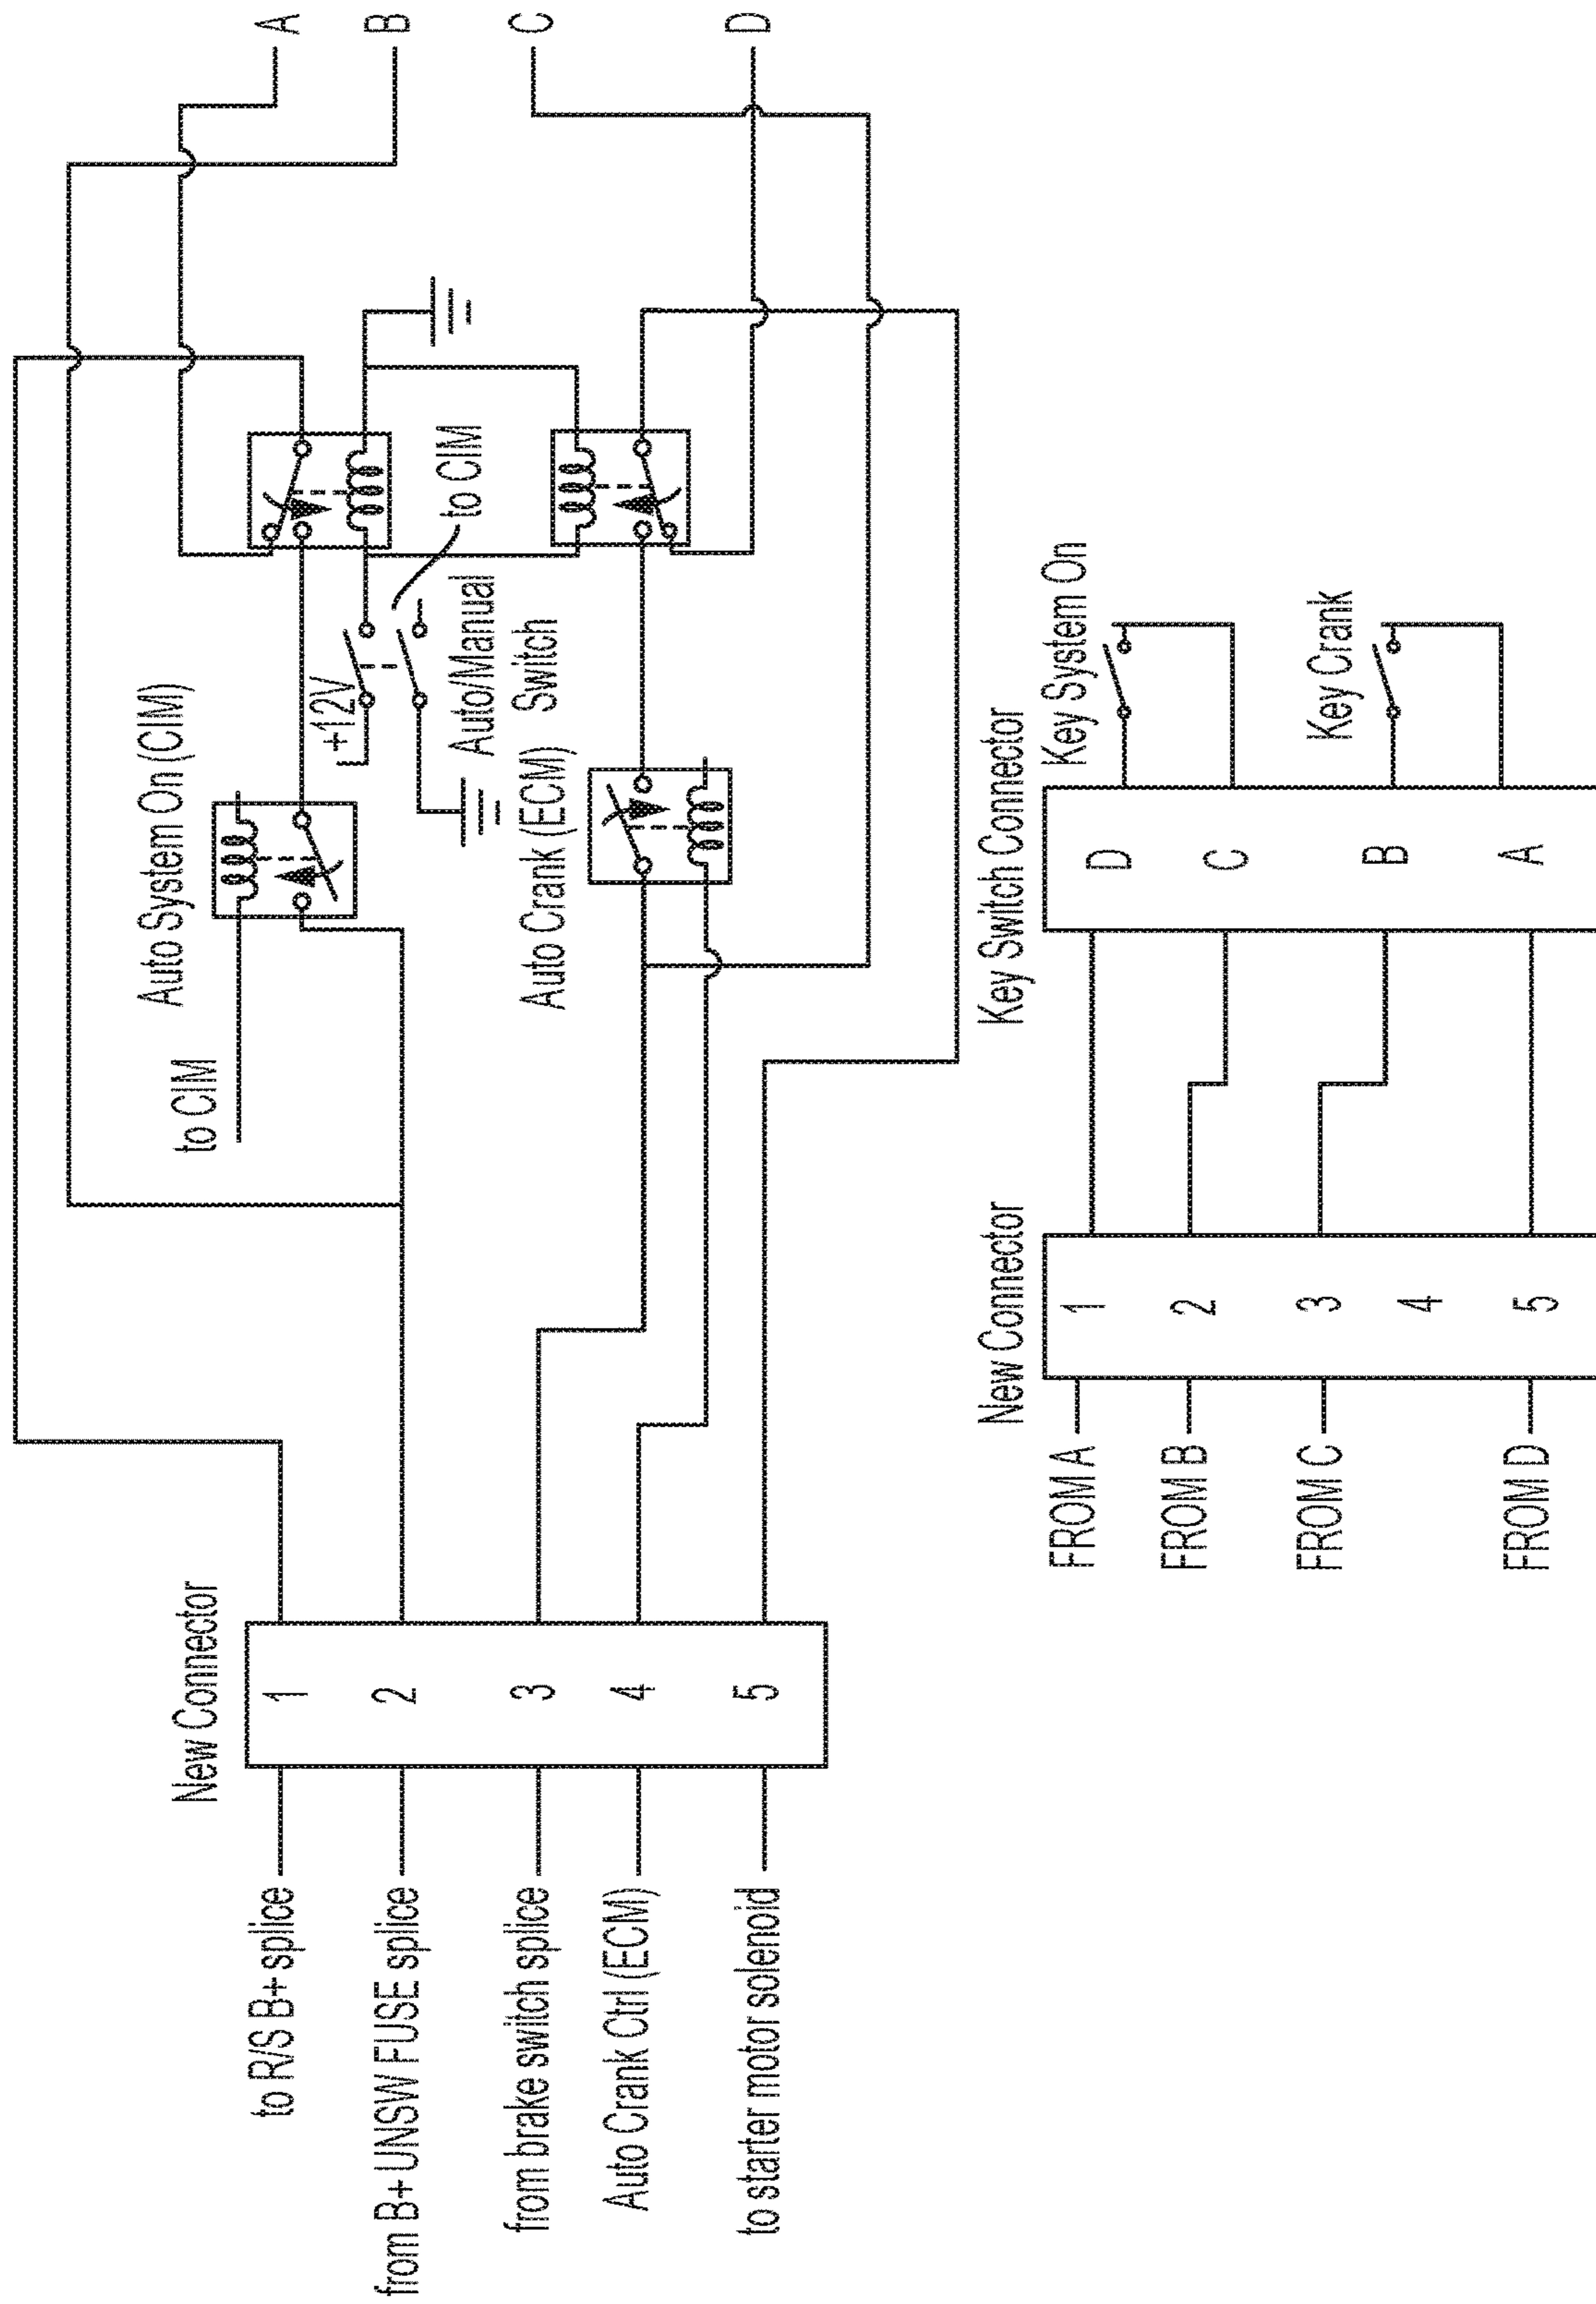 New Connector
to R/S B+ splice
from B+ UNSW FUSE splice
from brake switch splice
Auto Crank Ctrl (ECM)
to starter motor solenoid
1
2
3
4
5
to CIM
Auto System On (CIM)
+12V
Auto/Manual
Switch
to CIM
Auto Crank (ECM)
A
B
C
D
New Connector
FROM A
FROM B
FROM C
FROM D
1
2
3
4
5
Key Switch Connector
D
C
B
A
Key System On
Key Crank